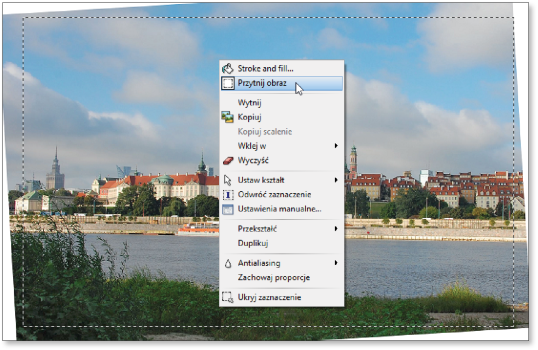 Stroke and fill...
Przytnij obraz
Wytnij
Kopiuj
Kopiuj scalenie
Wklej w
Wyczyść
Ustaw kształt
Odwróć zaznaczenie
Ustawienia manualne...
Przekształć
Duplikuj
Antialiasing
Zachowaj proporcje
Ukryj zaznaczenie